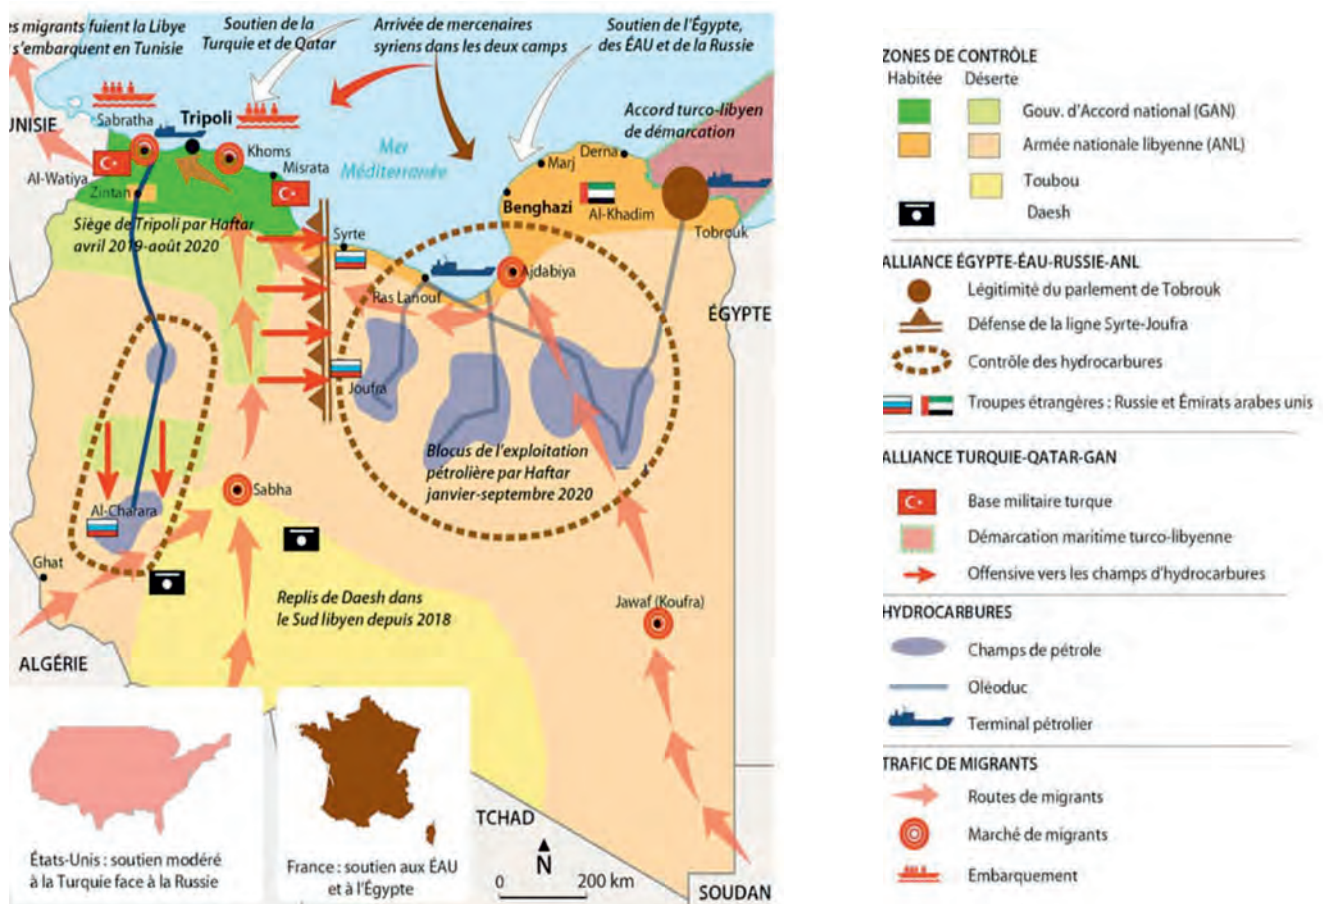 es migrants fuient la Libye
s'embarquent en Tunisie
Soutien de la
Turquie et de Qatar
Arrivée de mercenaires
syriens dans les deux camps
Soutien de l'Égypte,
des ÉAU et de la Russie
Accord turco-libyen
de démarcation
UNISIE
Sabratha
Tripoli
Khoms
Misrata
Al-Watiya
Zintan
Mer
Méditerranée
Derna
Marj
Benghazi
Al-Khadim
Tobrouk
Siège de Tripoli par Haftar
avril 2019-août 2020
Syrte
Ras Lanouf
Ajdabiya
ÉGYPTE
Joufra
Blocus de l'exploitation
pétrolière par Haftar
janvier-septembre 2020
Sabha
Al-Charara
Ghat
Replis de Daesh dans
le Sud libyen depuis 2018
Jawaf (Koufra)
ALGÉRIE
États-Unis : soutien modéré
à la Turquie face à la Russie
France : soutien aux ÉAU
et à l'Égypte
TCHAD
N
0 200 km
SOUDAN
ZONES DE CONTRÔLE
Habitée Déserte
Gouv. d'Accord national (GAN)
Armée nationale libyenne (ANL)
Toubou
Daesh
ALLIANCE ÉGYPTE-ÉAU-RUSSIE-ANL
Légitimité du parlement de Tobrouk
Défense de la ligne Syrte-Joufra
Contrôle des hydrocarbures
Troupes étrangères : Russie et Émirats arabes unis
ALLIANCE TURQUIE-QATAR-GAN
Base militaire turque
Démarcation maritime turco-libyenne
Offensive vers les champs d'hydrocarbures
HYDROCARBURES
Champs de pétrole
Oléoduc
Terminal pétrolier
TRAFIC DE MIGRANTS
Routes de migrants
Marché de migrants
Embarquement